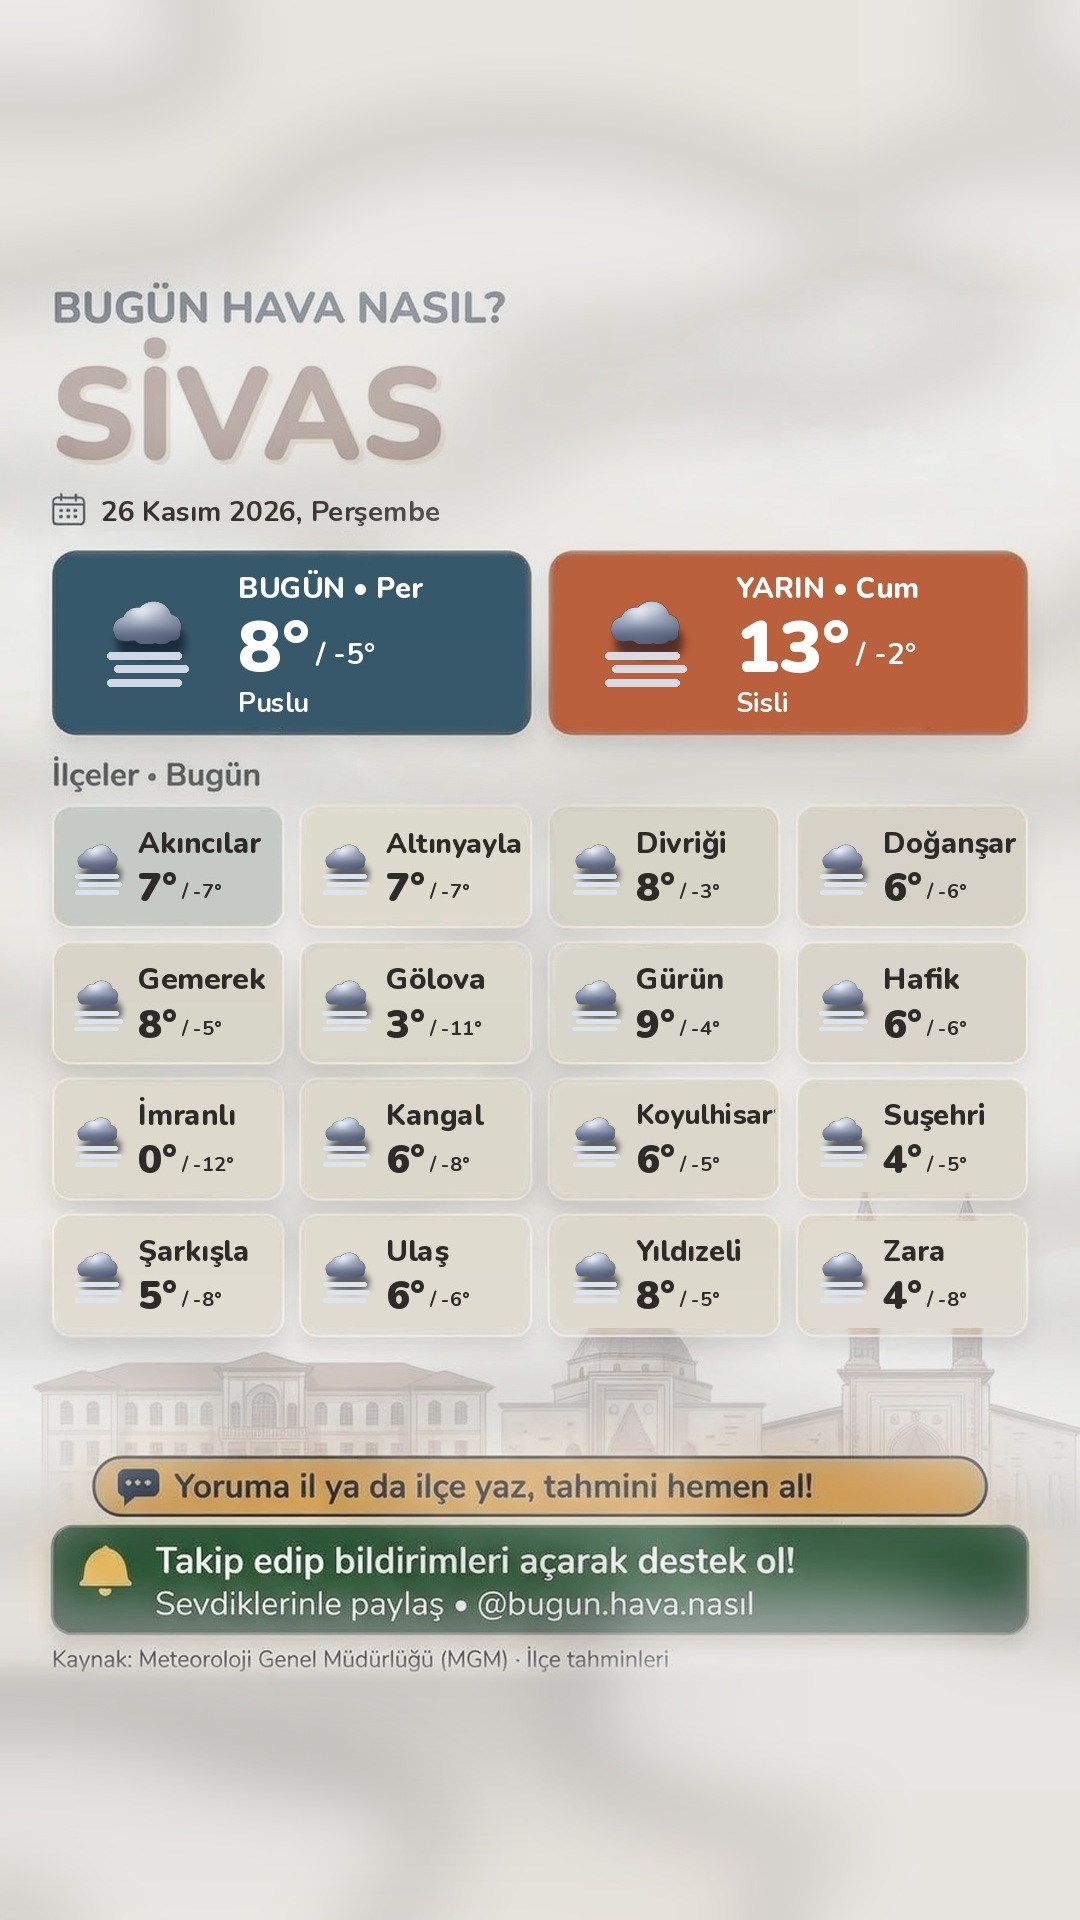 BUGÜN HAVA NASIL?
SİVAS
26 Kasım 2026, Perşembe
BUGÜN • Per
8° / -5°
Puslu
YARIN • Cum
13° / -2°
Sisli
İlçeler • Bugün
Akıncılar
7° / -7°
Altınyayla
7° / -7°
Divriği
8° / -3°
Doğanşar
6° / -6°
Gemerek
8° / -5°
Gölova
3° / -11°
Gürün
9° / -4°
Hafik
6° / -6°
İmranlı
0° / -12°
Kangal
6° / -8°
Koyulhisar
6° / -5°
Suşehri
4° / -5°
Şarkışla
5° / -8°
Ulaş
6° / -6°
Yıldızeli
8° / -5°
Zara
4° / -8°
Yoruma il ya da ilçe yaz, tahmini hemen al!
Takip edip bildirimleri açarak destek ol!
Sevdiklerinle paylaş • @bugun.hava.nasıl
Kaynak: Meteoroloji Genel Müdürlüğü (MGM) · İlçe tahminleri